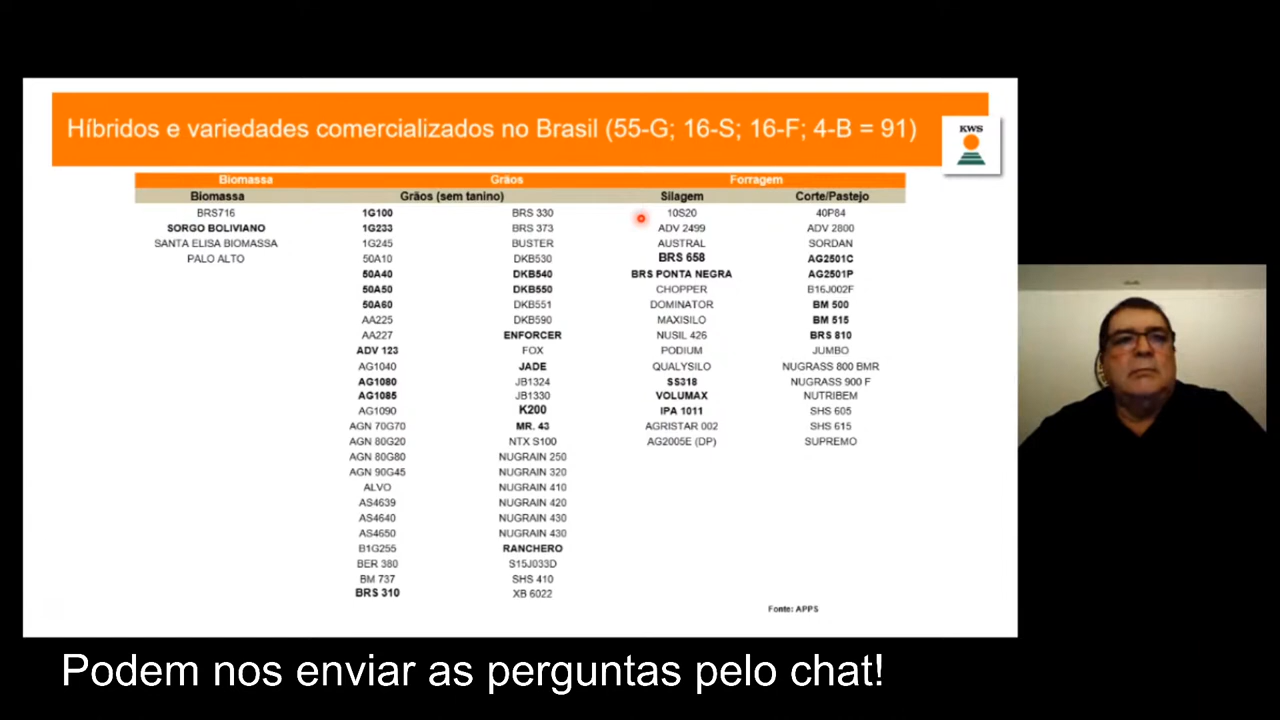 Híbridos e variedades comercializados no Brasil (55-G; 16-S; 16-F; 4-B = 91)
KWS
Biomassa Grãos Forragem
Biomassa Grãos (sem tanino) Silagem Corte/Pastejo
BRS716 1G100 BRS 330 10S20 40P84
SORGO BOLIVIANO 1G233 BRS 373 ADV 2499 ADV 2800
SANTA ELISA BIOMASSA 1G245 BUSTER AUSTRAL SORDAN
PALO ALTO 50A10 DKB530 BRS 658 AG2501C
50A40 DKB540 BRS PONTA NEGRA AG2501P
50A50 DKB550 CHOPPER B16J002F
50A60 DKB551 DOMINATOR BM 500
AA225 DKB590 MAXISILO BM 515
AA227 ENFORCER NUSIL 426 BRS 810
ADV 123 FOX PODIUM JUMBO
AG1040 JADE QUALYSILO NUGRASS 800 BMR
AG1080 JB1324 SS318 NUGRASS 900 F
AG1085 JB1330 VOLUMAX NUTRIBEM
AG1090 K200 IPA 1011 SHS 605
AGN 70G70 MR. 43 AGRISTAR 002 SHS 615
AGN 80G20 NTX S100 AG2005E (DP) SUPREMO
AGN 80G80 NUGRAIN 250
AGN 90G45 NUGRAIN 320
ALVO NUGRAIN 410
AS4639 NUGRAIN 420
AS4640 NUGRAIN 430
AS4650 NUGRAIN 430
B1G255 RANCHERO
BER 380 S15J033D
BM 737 SHS 410
BRS 310 XB 6022
Fonte: APPS
Podem nos enviar as perguntas pelo chat!